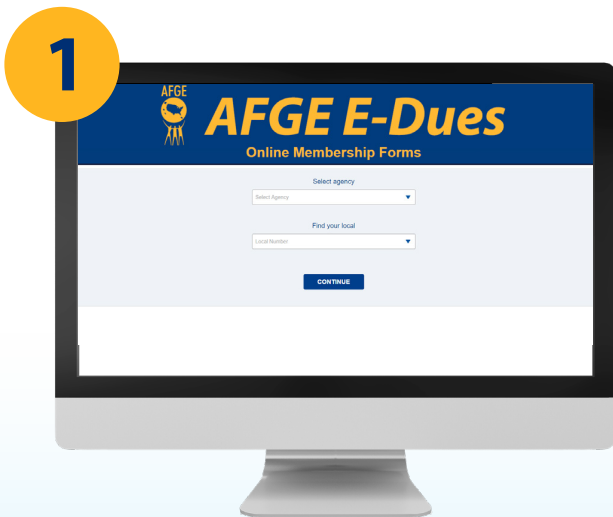 1
AFGE
AFGE E-Dues
Online Membership Forms
Select agency
Select Agency
Find your local
Local Number
CONTINUE